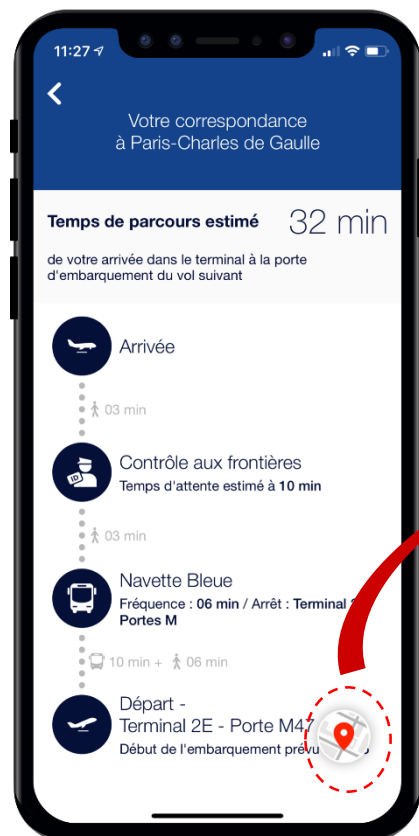 11:27
Votre correspondance
à Paris-Charles de Gaulle
Temps de parcours estimé 32 min
de votre arrivée dans le terminal à la porte
d'embarquement du vol suivant
Arrivée
03 min
ID
Contrôle aux frontières
Temps d'attente estimé à 10 min
03 min
Navette Bleue
Fréquence : 06 min / Arrêt : Terminal
Portes M
10 min + 06 min
Départ -
Terminal 2E - Porte M47
Début de l'embarquement prévu